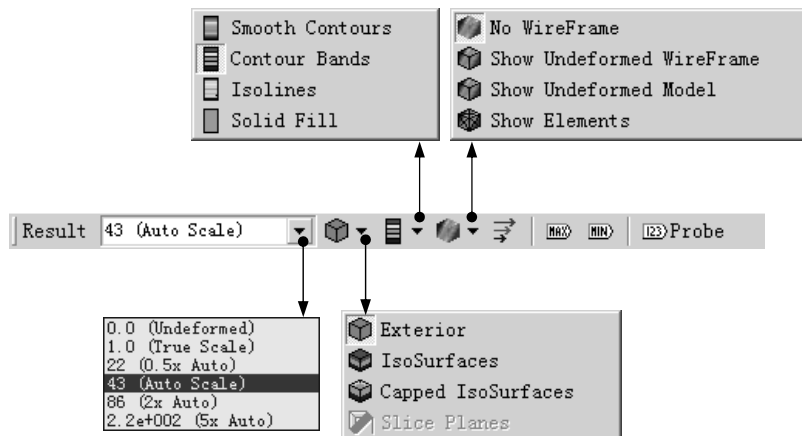 Smooth Contours
Contour Bands
Isolines
Solid Fill
No WireFrame
Show Undeformed WireFrame
Show Undeformed Model
Show Elements
Result 43 (Auto Scale) MAX MIN 123 Probe
0.0 (Undeformed)
1.0 (True Scale)
22 (0.5x Auto)
43 (Auto Scale)
86 (2x Auto)
2.2e+002 (5x Auto)
Exterior
IsoSurfaces
Capped IsoSurfaces
Slice Planes